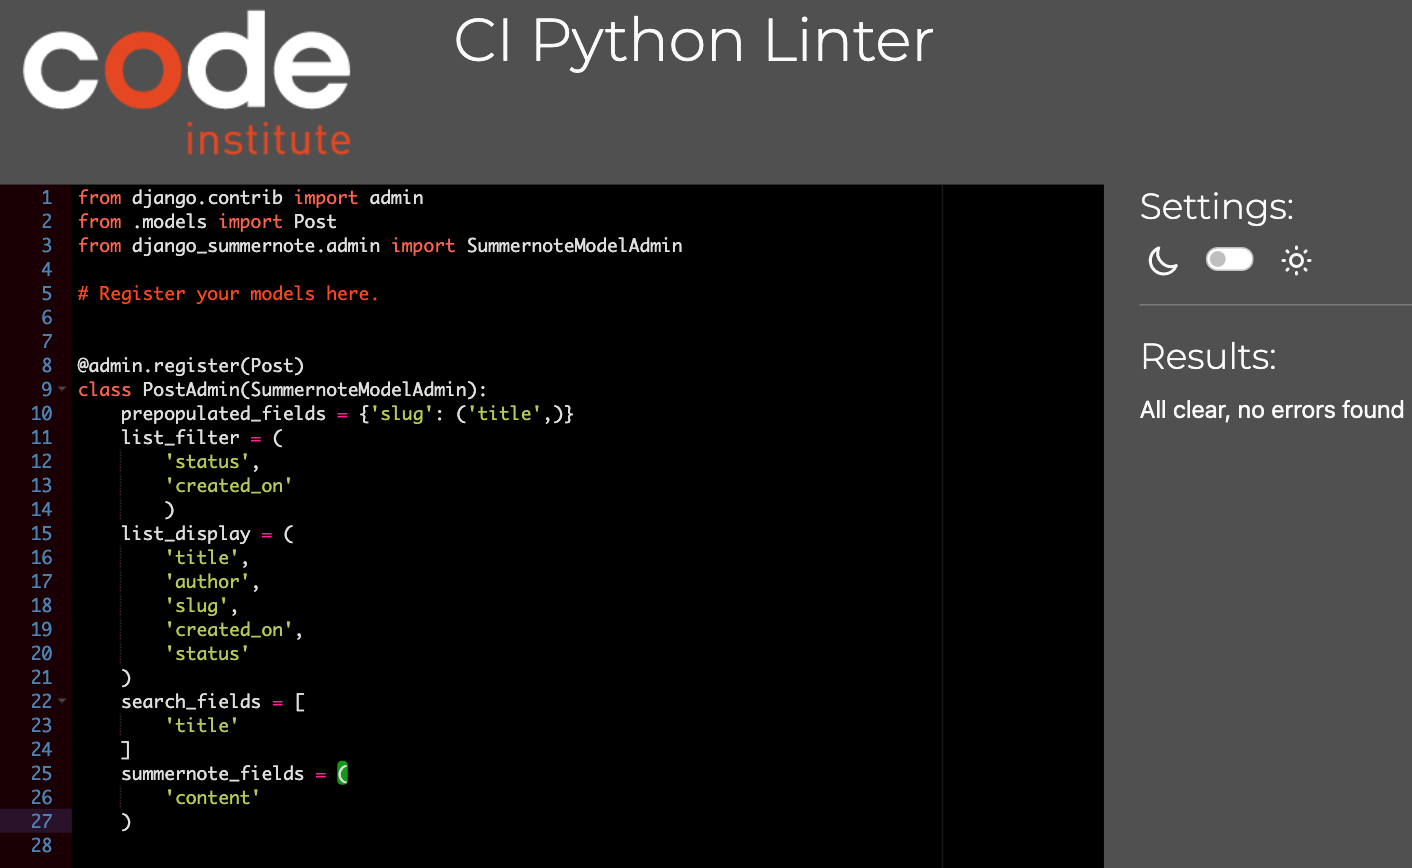 code
institute
CI Python Linter
1 from django.contrib import admin
2 from .models import Post
3 from django_summernote.admin import SummernoteModelAdmin
4
5 # Register your models here.
6
7
8 @admin.register(Post)
9 class PostAdmin(SummernoteModelAdmin):
10     prepopulated_fields = {'slug': ('title',)}
11     list_filter = (
12         'status',
13         'created_on'
14         )
15     list_display = (
16         'title',
17         'author',
18         'slug',
19         'created_on',
20         'status'
21     )
22     search_fields = [
23         'title'
24     ]
25     summernote_fields = (
26         'content'
27     )
28
Settings:
Results:
All clear, no errors found